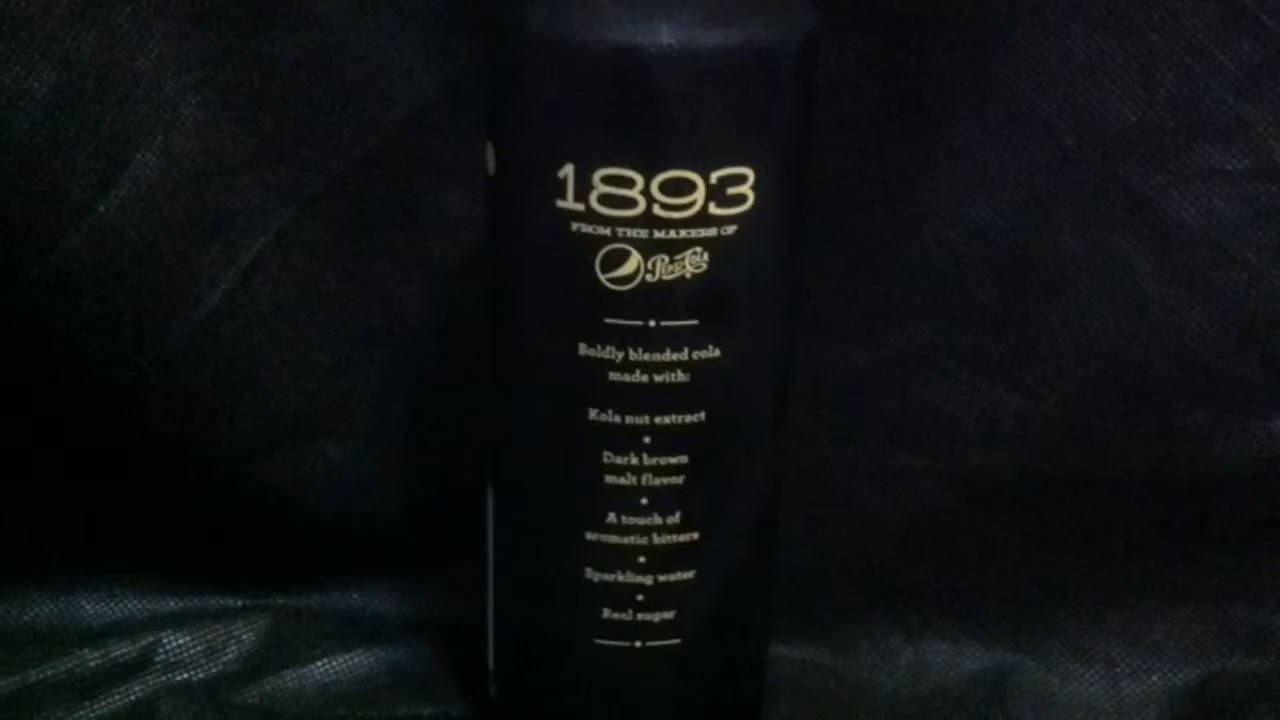 1893
FROM THE MAKERS OF
Pepsi-Cola
Boldly blended cola
made with:
Kola nut extract
Dark brown
malt flavor
A touch of
aromatic bitters
Sparkling water
Real sugar